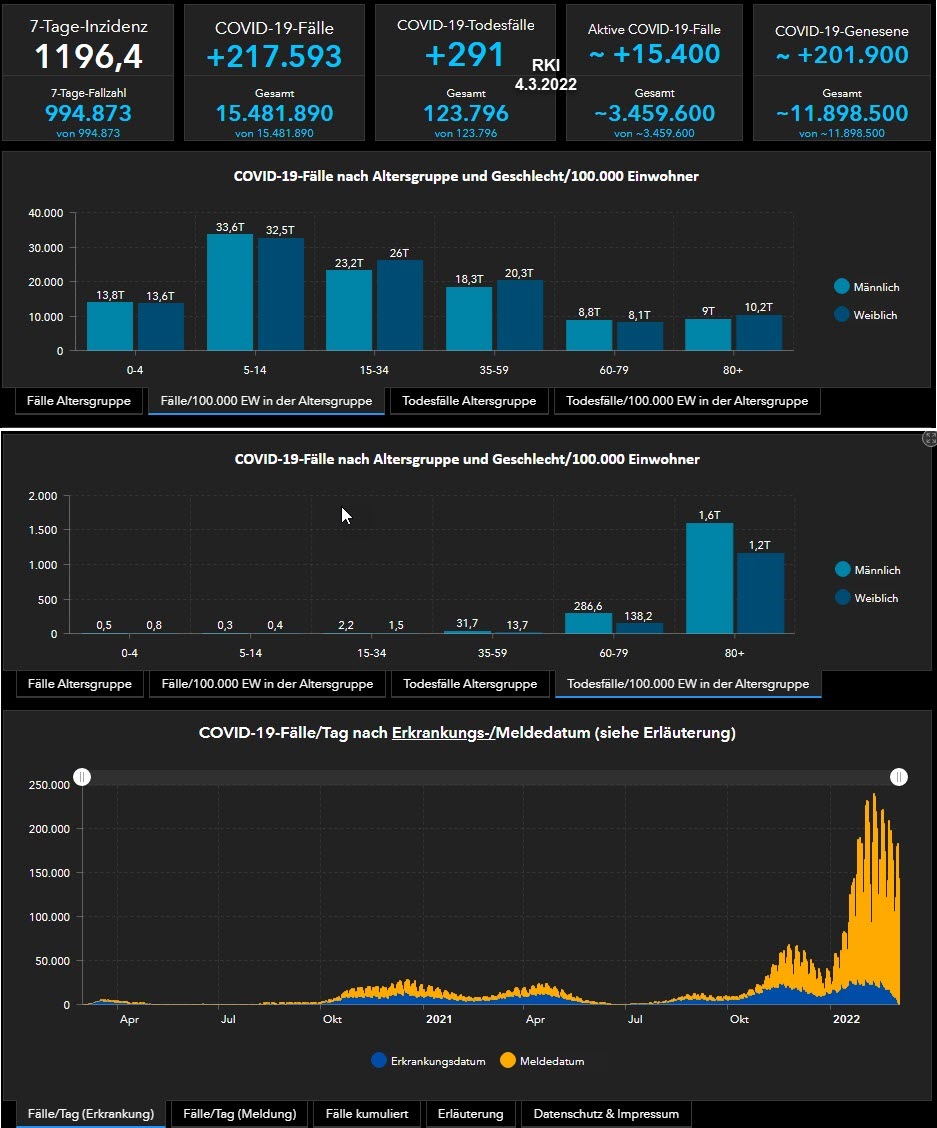 7-Tage-Inzidenz
1196,4
7-Tage-Fallzahl
994.873
von 994.873
COVID-19-Fälle
+217.593
Gesamt
15.481.890
von 15.481.890
COVID-19-Todesfälle
+291
Gesamt
123.796
von 123.796
RKI
4.3.2022
Aktive COVID-19-Fälle
~ +15.400
Gesamt
~3.459.600
von ~3.459.600
COVID-19-Genesene
~ +201.900
Gesamt
~11.898.500
von ~11.898.500
COVID-19-Fälle nach Altersgruppe und Geschlecht/100.000 Einwohner
40.000
30.000
20.000
10.000
0
13,8T 13,6T 33,6T 32,5T 23,2T 26T 18,3T 20,3T 8,8T 8,1T 9T 10,2T
0-4 5-14 15-34 35-59 60-79 80+
Männlich
Weiblich
Fälle Altersgruppe Fälle/100.000 EW in der Altersgruppe Todesfälle Altersgruppe Todesfälle/100.000 EW in der Altersgruppe
COVID-19-Fälle nach Altersgruppe und Geschlecht/100.000 Einwohner
2.000
1.500
1.000
500
0
0,5 0,8 0,3 0,4 2,2 1,5 31,7 13,7 286,6 138,2 1,6T 1,2T
0-4 5-14 15-34 35-59 60-79 80+
Männlich
Weiblich
Fälle Altersgruppe Fälle/100.000 EW in der Altersgruppe Todesfälle Altersgruppe Todesfälle/100.000 EW in der Altersgruppe
COVID-19-Fälle/Tag nach Erkrankungs-/Meldedatum (siehe Erläuterung)
250.000
200.000
150.000
100.000
50.000
0
Apr Jul Okt 2021 Apr Jul Okt 2022
Erkrankungsdatum Meldedatum
Fälle/Tag (Erkrankung) Fälle/Tag (Meldung) Fälle kumuliert Erläuterung Datenschutz & Impressum